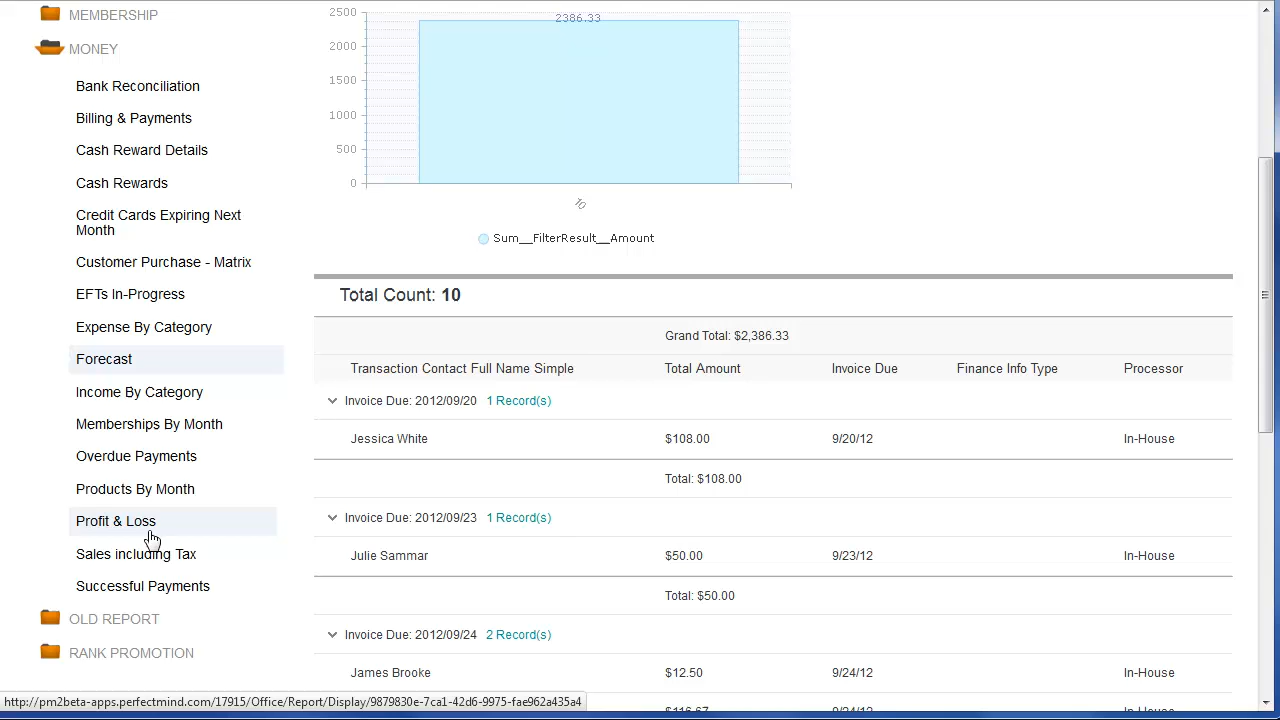 MEMBERSHIP
MONEY
Bank Reconciliation
Billing & Payments
Cash Reward Details
Cash Rewards
Credit Cards Expiring Next
Month
Customer Purchase - Matrix
EFTs In-Progress
Expense By Category
Forecast
Income By Category
Memberships By Month
Overdue Payments
Products By Month
Profit & Loss
Sales including Tax
Successful Payments
OLD REPORT
RANK PROMOTION
2500
2386.33
2000
1500
1000
500
0
10
Sum__FilterResult__Amount
Total Count: 10
Grand Total: $2,386.33
Transaction Contact Full Name Simple Total Amount Invoice Due Finance Info Type Processor
Invoice Due: 2012/09/20 1 Record(s)
Jessica White $108.00 9/20/12 In-House
Total: $108.00
Invoice Due: 2012/09/23 1 Record(s)
Julie Sammar $50.00 9/23/12 In-House
Total: $50.00
Invoice Due: 2012/09/24 2 Record(s)
James Brooke $12.50 9/24/12 In-House
$116.67 9/24/12 In-House
http://pm2beta-apps.perfectmind.com/17915/Office/Report/Display/9879830e-7ca1-42d6-9975-fae962a435a4